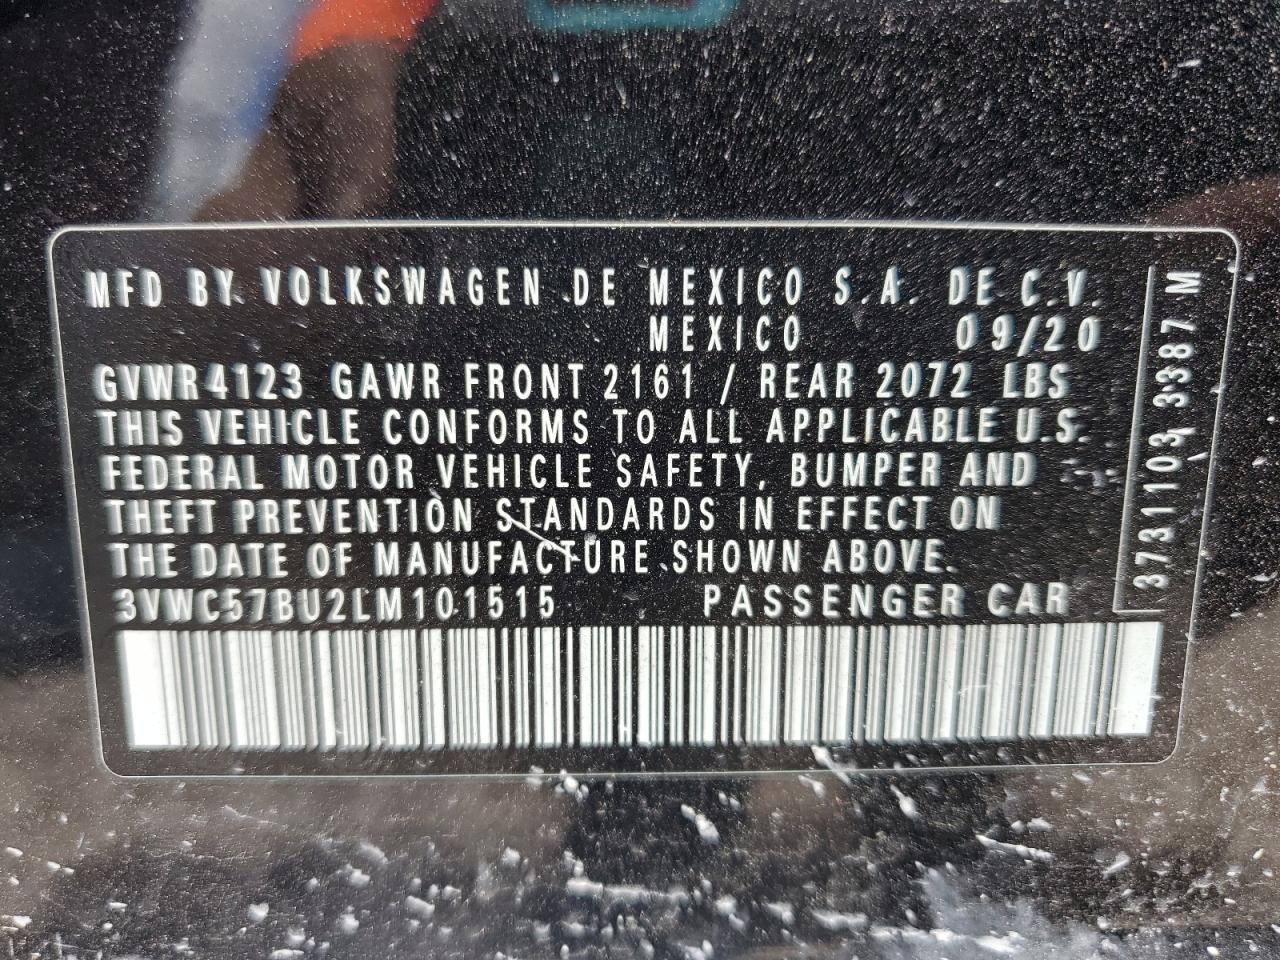 MFD BY VOLKSWAGEN DE MEXICO S.A. DE C.V.
MEXICO 09/20
GVWR 4123 GAWR FRONT 2161 / REAR 2072 LBS
THIS VEHICLE CONFORMS TO ALL APPLICABLE U.S.
FEDERAL MOTOR VEHICLE SAFETY, BUMPER AND
THEFT PREVENTION STANDARDS IN EFFECT ON
THE DATE OF MANUFACTURE SHOWN ABOVE.
3VWC57BU2LM101515 PASSENGER CAR
3731103 3387 M